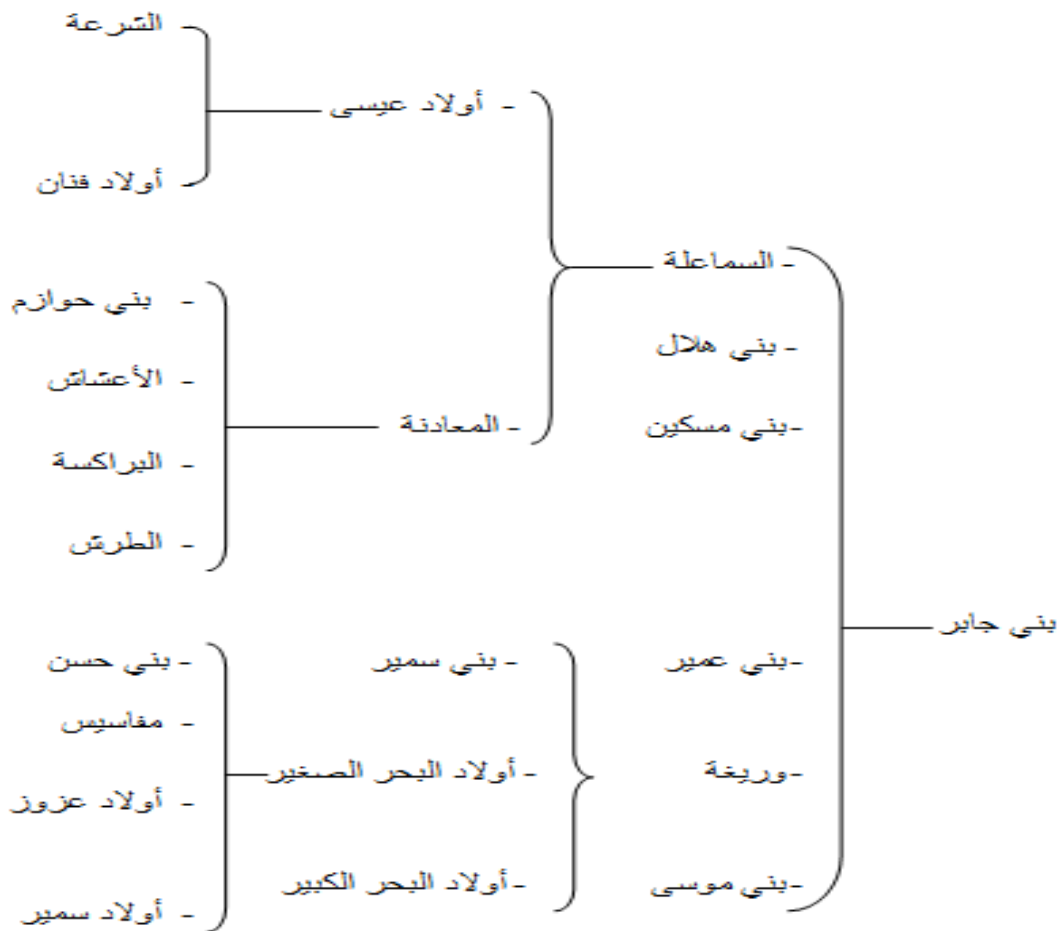 بني جابر
- السماعلة
- بني هلال
- بني مسكين
- بني عمير
- وريغة
- بني موسى
- أولاد عيسى
- المعادنة
- بني سمير
- أولاد البحر الصغير
- أولاد البحر الكبير
- الشرعة
- أولاد فنان
- بني حوازم
- الأعشاش
- البراكسة
- الطرش
- بني حسن
- مفاسيس
- أولاد عزوز
- أولاد سمير